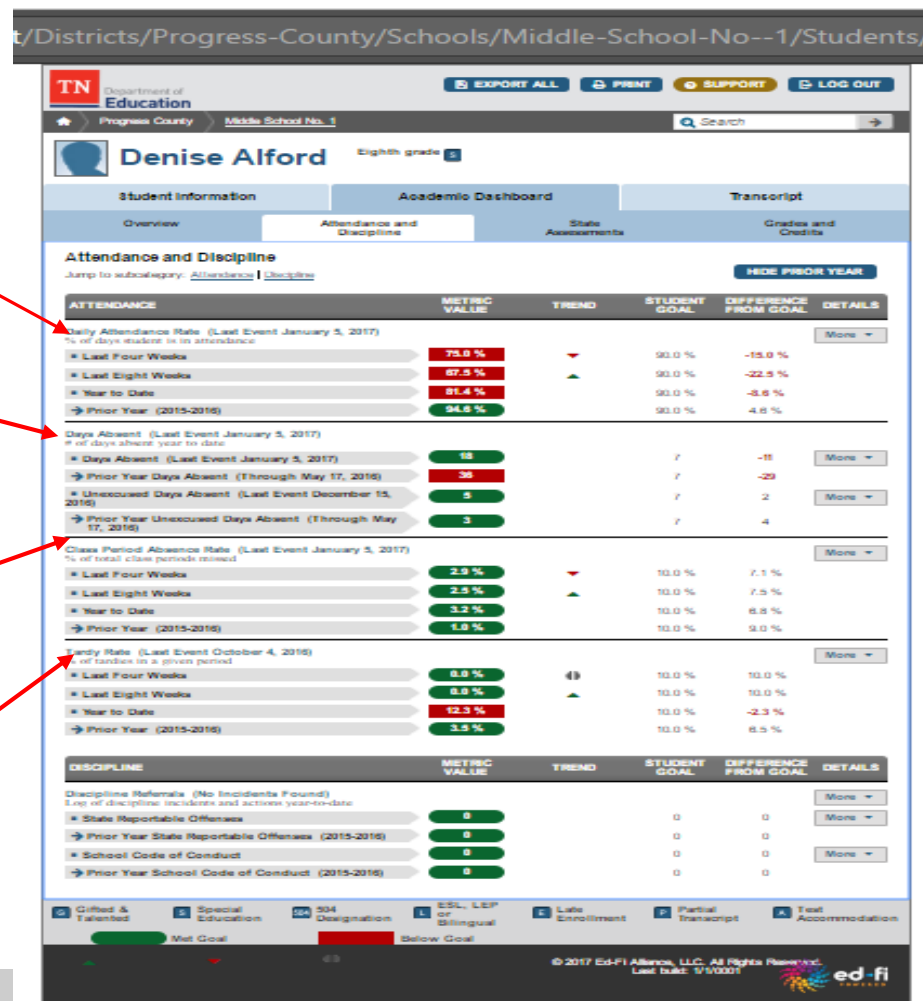 t/Districts/Progress-County/Schools/Middle-School-No--1/Students/
TN Department of Education
EXPORT ALL PRINT SUPPORT LOG OUT
Progress County Middle School No. 1 Search
Denise Alford Eighth grade S
Student Information Academic Dashboard Transcript
Overview Attendance and Discipline State Assessments Grades and Credits
Attendance and Discipline
Jump to subcategory: Attendance | Discipline HIDE PRIOR YEAR
ATTENDANCE METRIC VALUE TREND STUDENT GOAL DIFFERENCE FROM GOAL DETAILS
Daily Attendance Rate (Last Event January 5, 2017) More
% of days student is in attendance
Last Four Weeks 75.0 % 90.0 % -15.0 %
Last Eight Weeks 67.5 % 90.0 % -22.5 %
Year to Date 81.4 % 90.0 % -8.6 %
Prior Year (2015-2016) 94.6 % 90.0 % 4.6 %
Days Absent (Last Event January 5, 2017)
# of days absent year to date
Days Absent (Last Event January 5, 2017) 18 7 -11 More
Prior Year Days Absent (Through May 17, 2016) 36 7 -29
Unexcused Days Absent (Last Event December 15, 2016) 5 7 2 More
Prior Year Unexcused Days Absent (Through May 17, 2016) 3 7 4
Class Period Absence Rate (Last Event January 5, 2017) More
% of total class periods missed
Last Four Weeks 2.9 % 10.0 % 7.1 %
Last Eight Weeks 2.5 % 10.0 % 7.5 %
Year to Date 3.2 % 10.0 % 6.8 %
Prior Year (2015-2016) 1.0 % 10.0 % 9.0 %
Tardy Rate (Last Event October 4, 2016) More
% of tardies in a given period
Last Four Weeks 0.0 % 10.0 % 10.0 %
Last Eight Weeks 0.0 % 10.0 % 10.0 %
Year to Date 12.3 % 10.0 % -2.3 %
Prior Year (2015-2016) 3.5 % 10.0 % 6.5 %
DISCIPLINE METRIC VALUE TREND STUDENT GOAL DIFFERENCE FROM GOAL DETAILS
Discipline Referrals (No Incidents Found) More
Log of discipline incidents and actions year-to-date
State Reportable Offenses 0 0 0 More
Prior Year State Reportable Offenses (2015-2016) 0 0 0
School Code of Conduct 0 0 0 More
Prior Year School Code of Conduct (2015-2016) 0 0 0
G Gifted & Talented S Special Education 504 504 Designation L ESL, LEP or Bilingual E Late Enrollment P Partial Transcript A Test Accommodation
Met Goal Below Goal
© 2017 Ed-Fi Alliance, LLC. All Rights Reserved.
Last build: 1/1/0001
ed-fi
POWERED